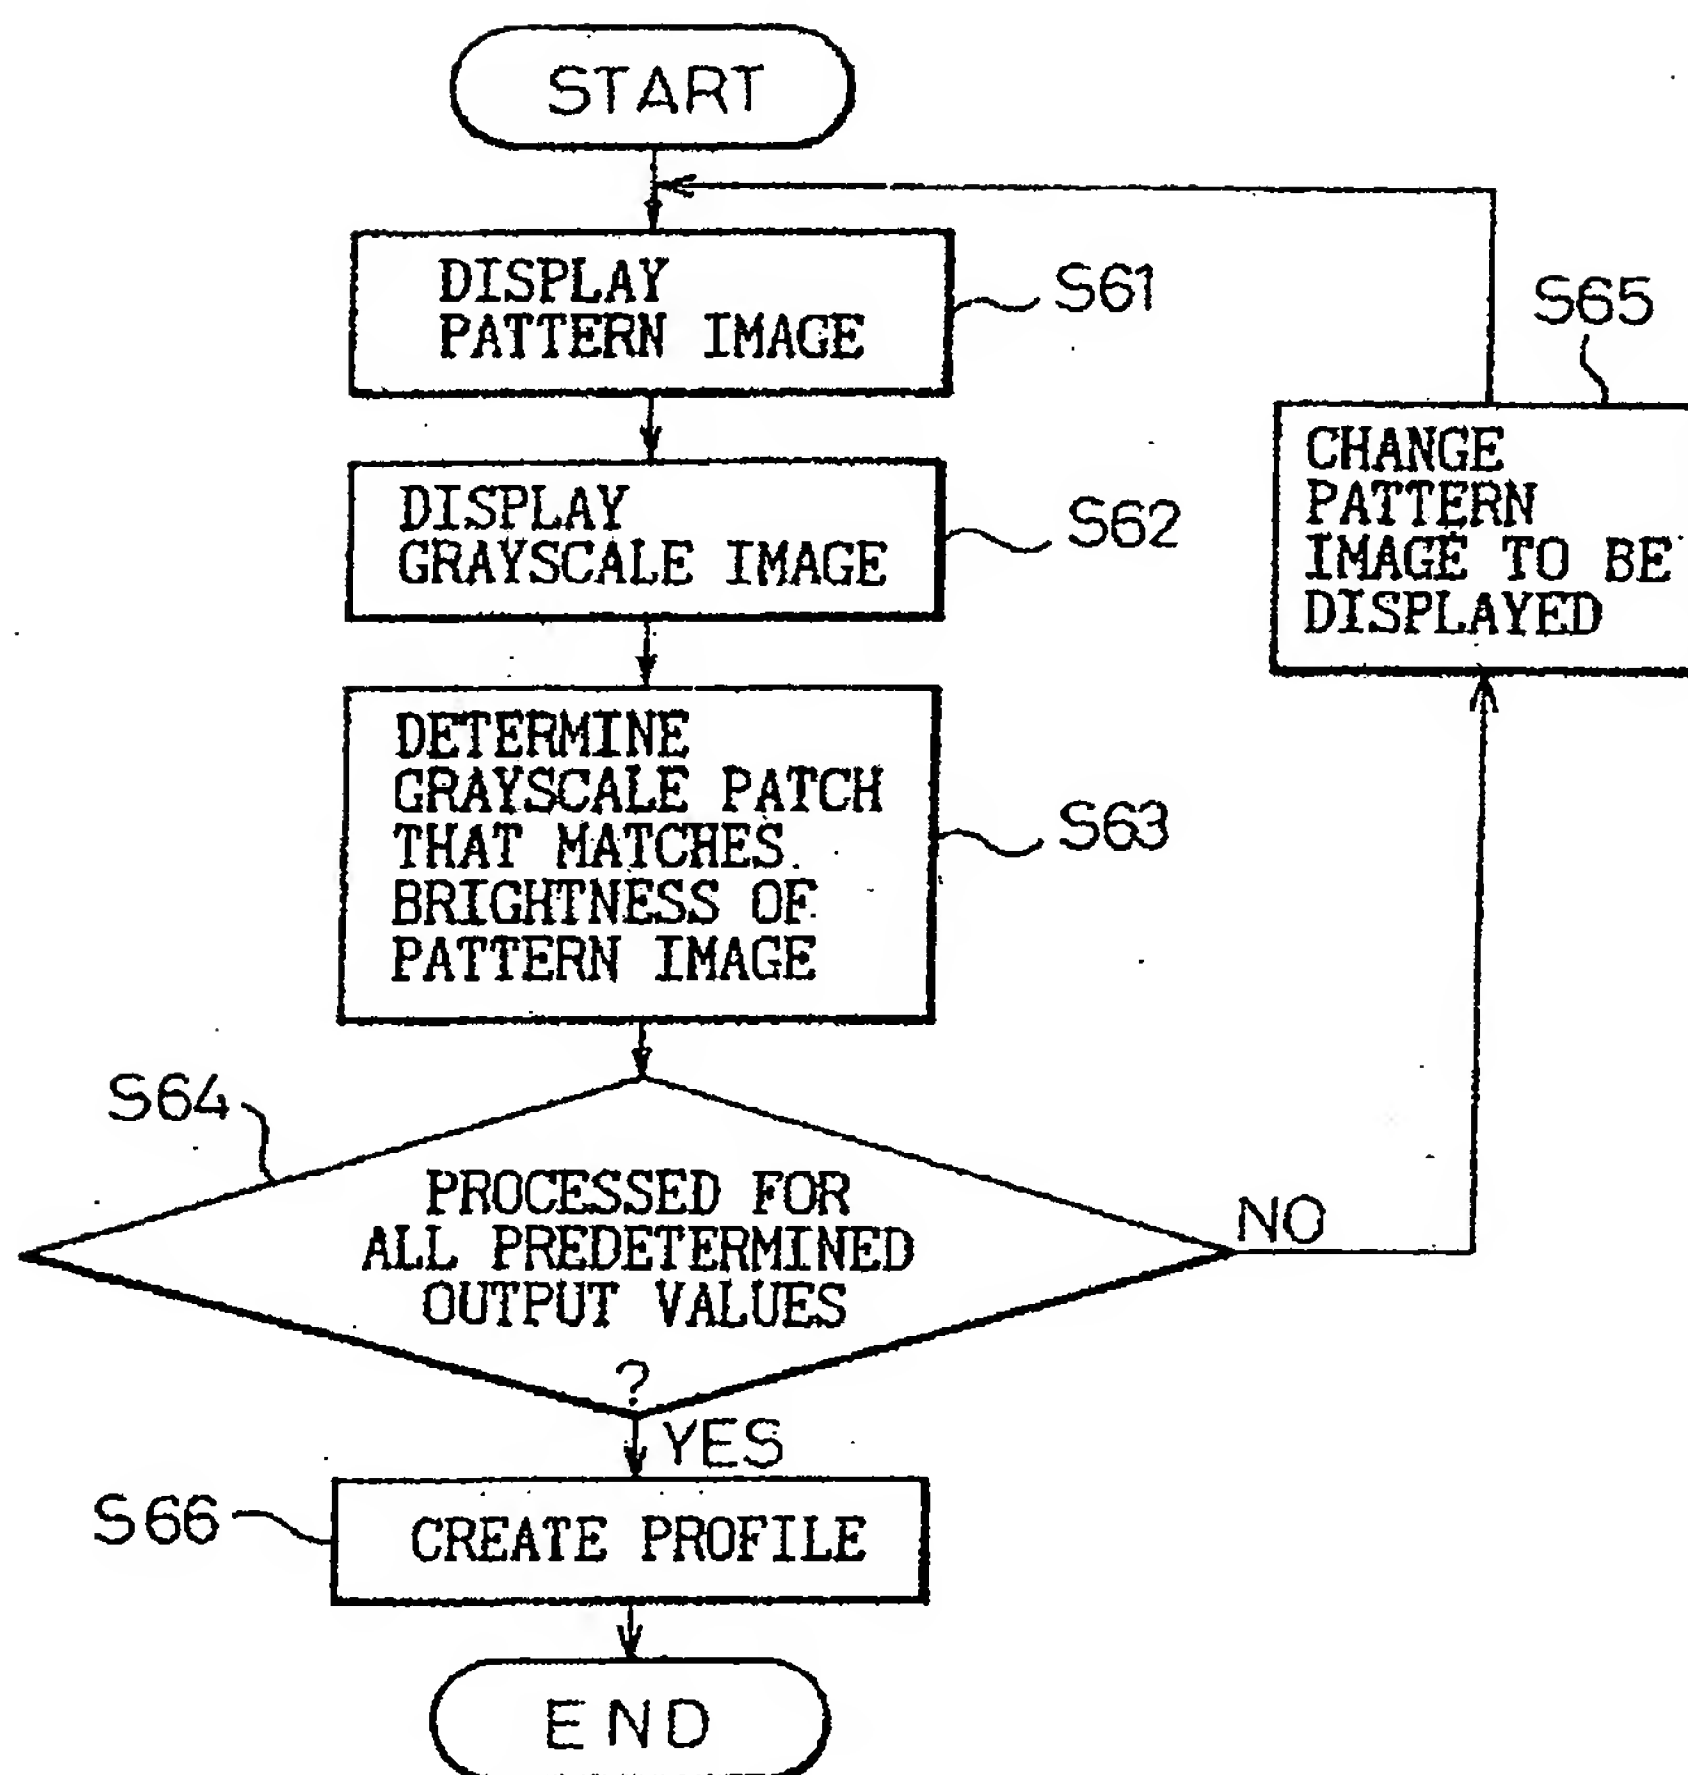 START
DISPLAY
PATTERN IMAGE
S61
DISPLAY
GRAYSCALE IMAGE
S62
DETERMINE
GRAYSCALE PATCH
THAT MATCHES
BRIGHTNESS OF
PATTERN IMAGE
S63
S64
PROCESSED FOR
ALL PREDETERMINED
OUTPUT VALUES
?
NO
S65
CHANGE
PATTERN
IMAGE TO BE
DISPLAYED
YES
S66
CREATE PROFILE
END